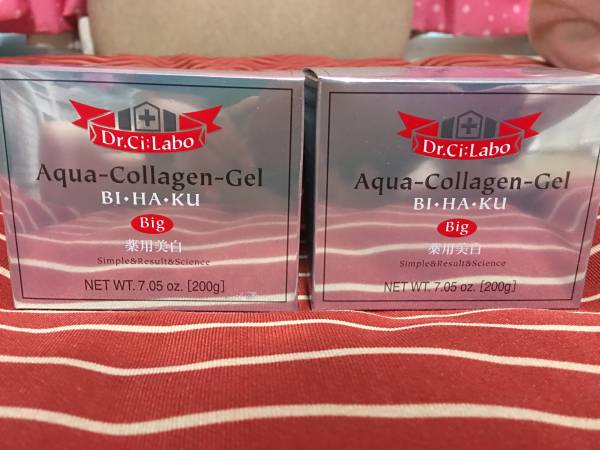 Dr.Ci:Labo
Aqua-Collagen-Gel
BI•HA•KU
Big
薬用美白
Simple&Result&Science
NET WT. 7.05 oz. [200g]
Dr.Ci:Labo
Aqua-Collagen-Gel
BI•HA•KU
Big
薬用美白
Simple&Result&Science
NET WT. 7.05 oz. [200g]